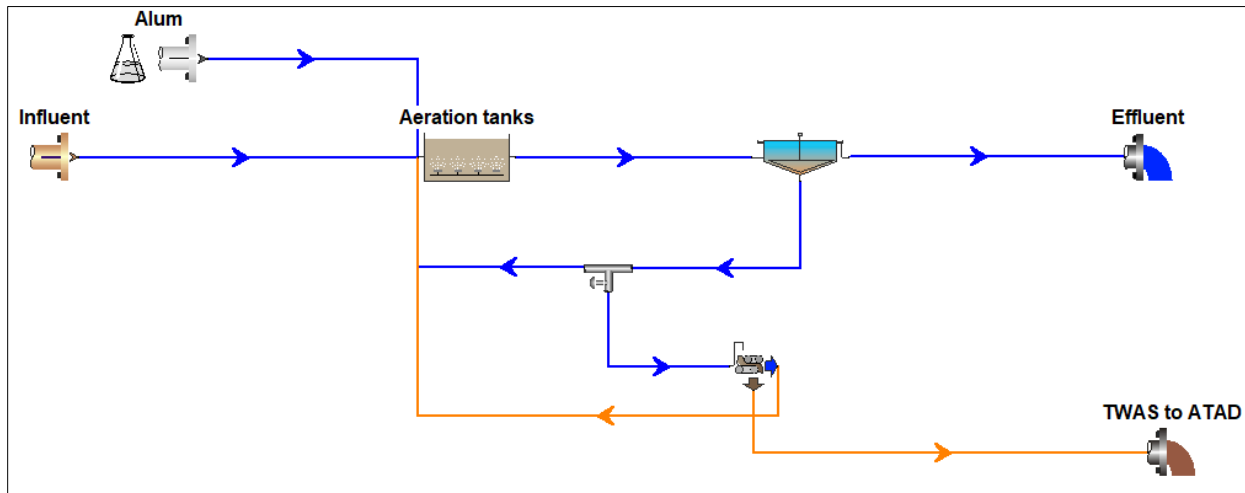 Alum
Influent
Aeration tanks
Effluent
TWAS to ATAD